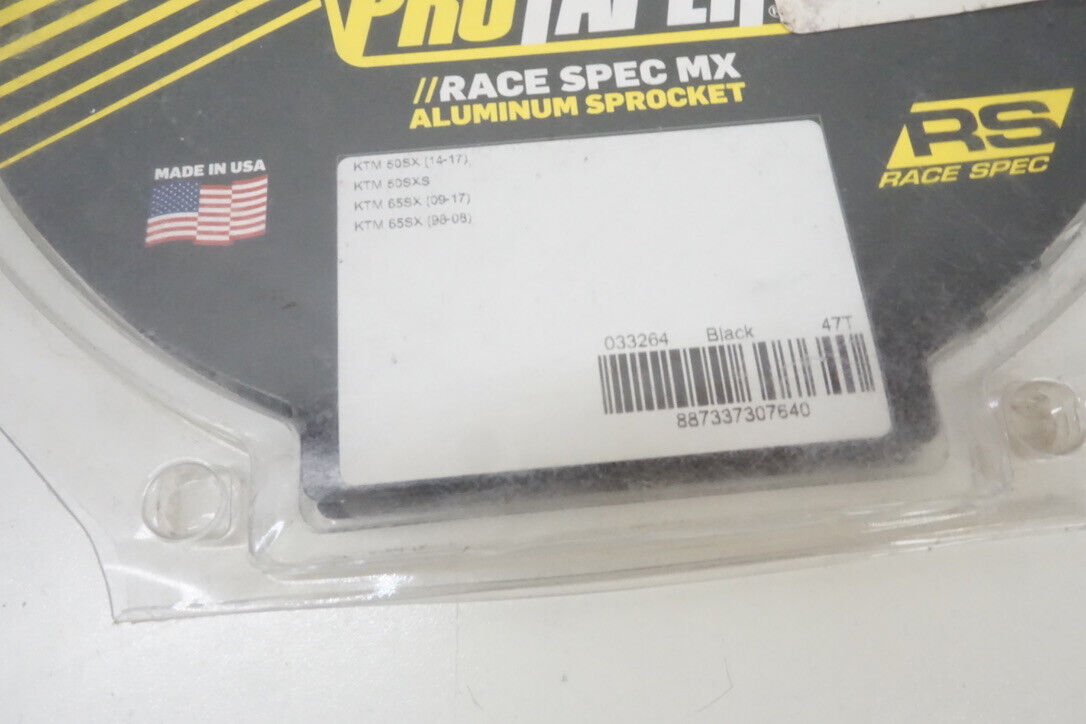 PROTAPER®
//RACE SPEC MX
ALUMINUM SPROCKET
RS
RACE SPEC
MADE IN USA
KTM 50SX (14-17)
KTM 50SXS
KTM 65SX (09-17)
KTM 65SX (98-08)
033264 Black 47T
887337307640